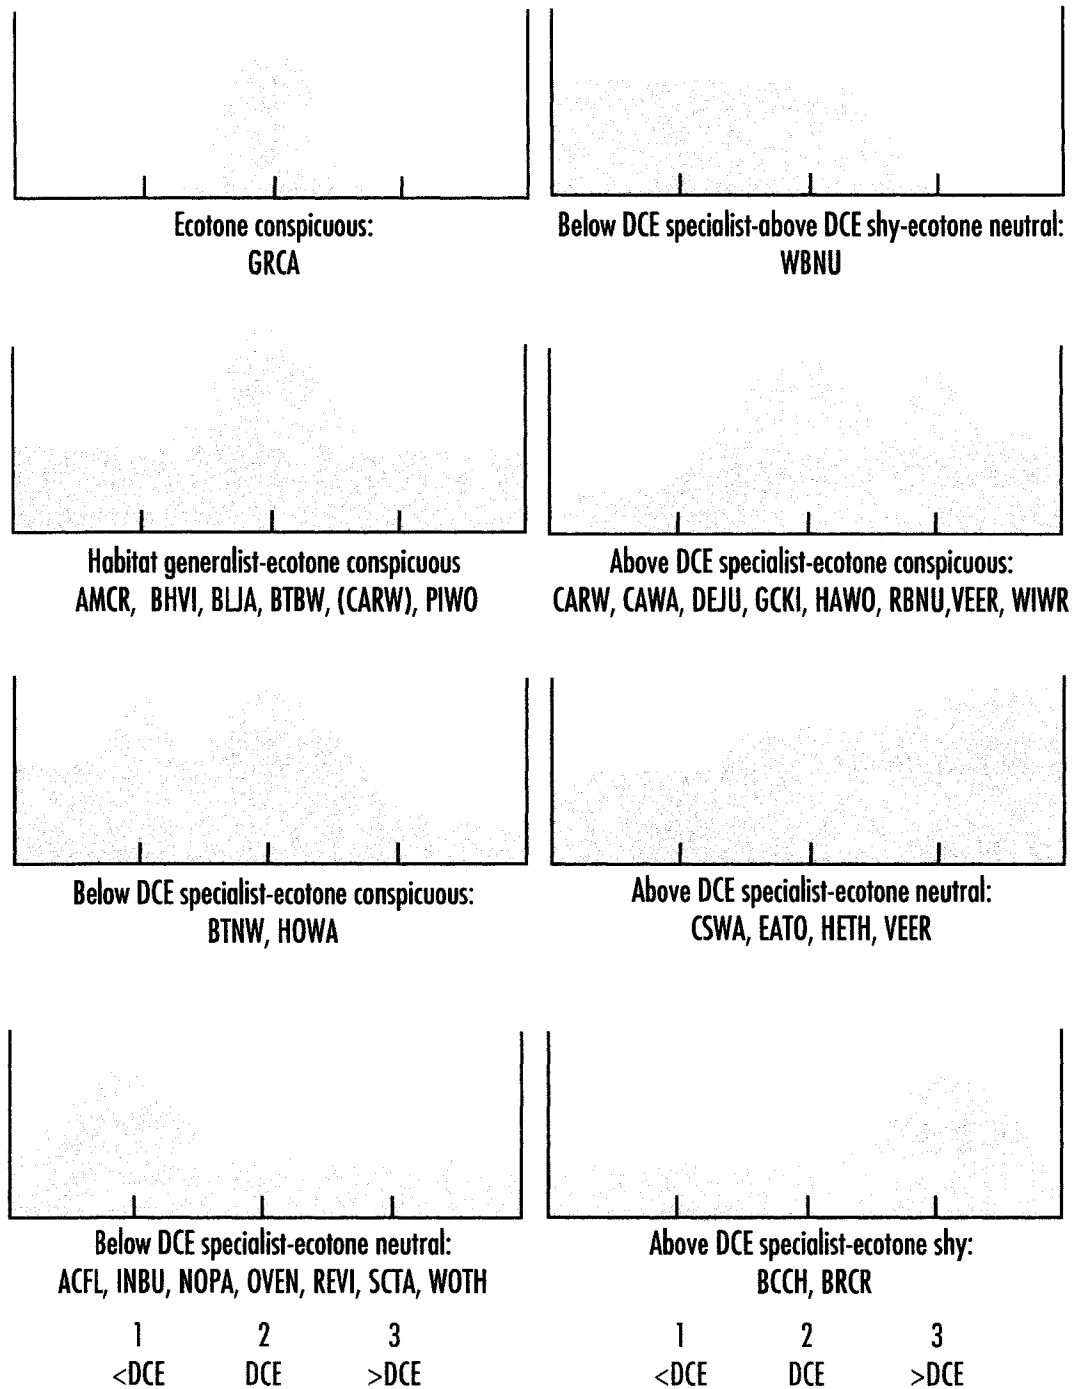 Ecotone conspicuous:
GRCA
Below DCE specialist-above DCE shy-ecotone neutral:
WBNU
Habitat generalist-ecotone conspicuous
AMCR, BHVI, BLJA, BTBW, (CARW), PIWO
Above DCE specialist-ecotone conspicuous:
CARW, CAWA, DEJU, GCKI, HAWO, RBNU,VEER, WIWR
Below DCE specialist-ecotone conspicuous:
BTNW, HOWA
Above DCE specialist-ecotone neutral:
CSWA, EATO, HETH, VEER
Below DCE specialist-ecotone neutral:
ACFL, INBU, NOPA, OVEN, REVI, SCTA, WOTH
Above DCE specialist-ecotone shy:
BCCH, BRCR
1 2 3
<DCE DCE >DCE
1 2 3
<DCE DCE >DCE